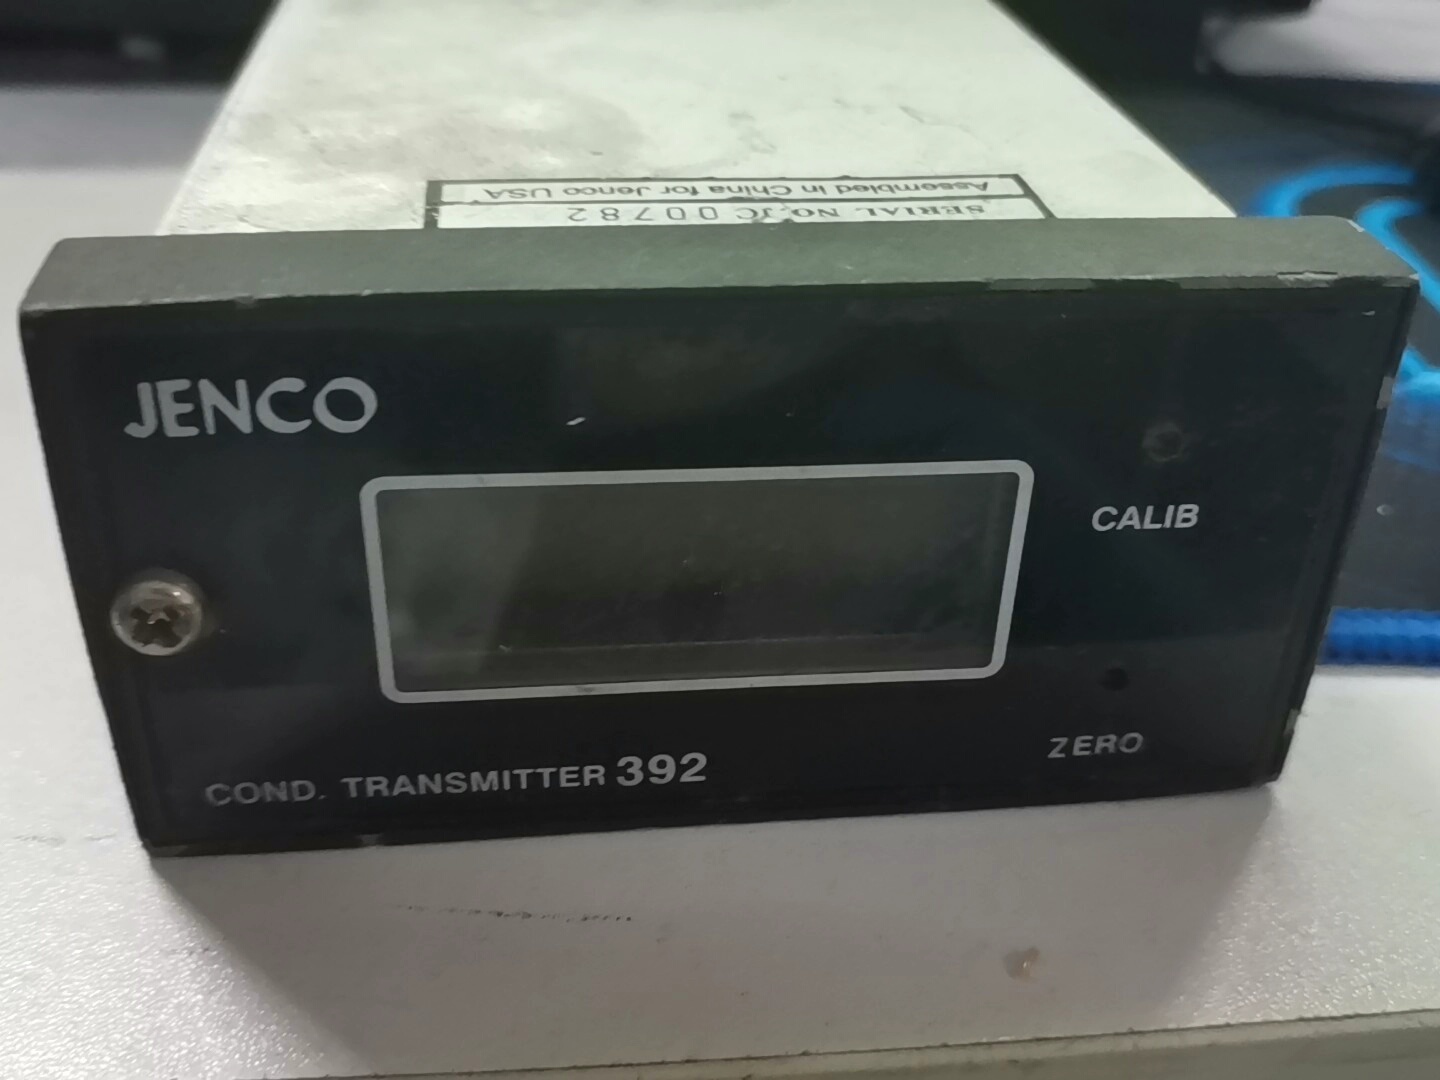 Assembled in China for Jenco USA
SERIAL NO. JC 00782
JENCO
CALIB
ZERO
COND. TRANSMITTER 392